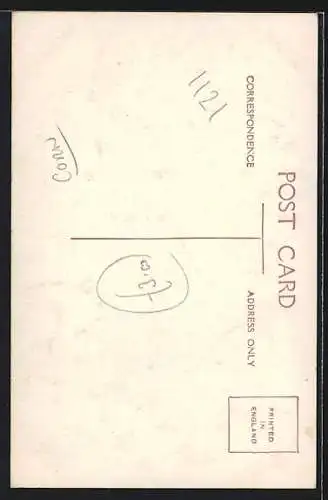 POST CARD
CORRESPONDENCE
ADDRESS ONLY
PRINTED
IN
ENGLAND
1121